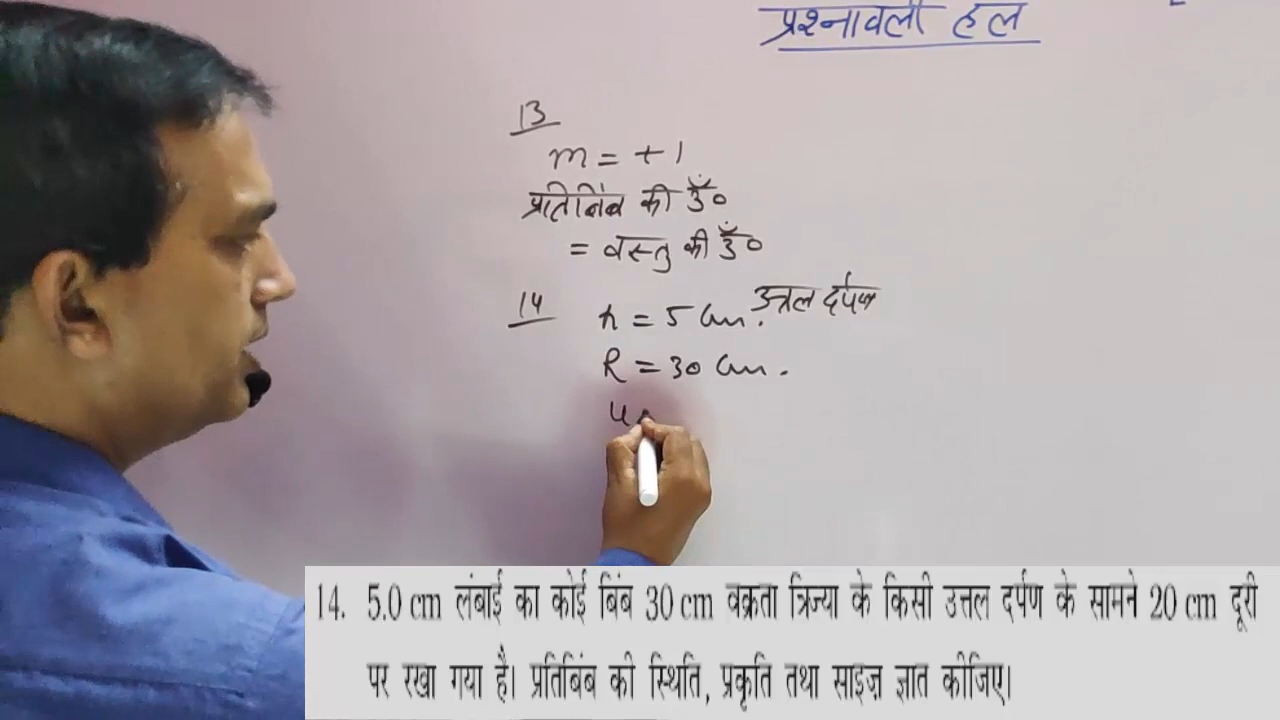 प्रश्नावली हल
13
m = + 1
प्रतिबिंब की ऊँ०
= वस्तु की ऊँ०
14 h = 5 cm. उत्तल दर्पण
R = 30 cm.
u
14. 5.0 cm लंबाई का कोई बिंब 30 cm वक्रता त्रिज्या के किसी उत्तल दर्पण के सामने 20 cm दूरी
पर रखा गया है। प्रतिबिंब की स्थिति, प्रकृति तथा साइज़ ज्ञात कीजिए।